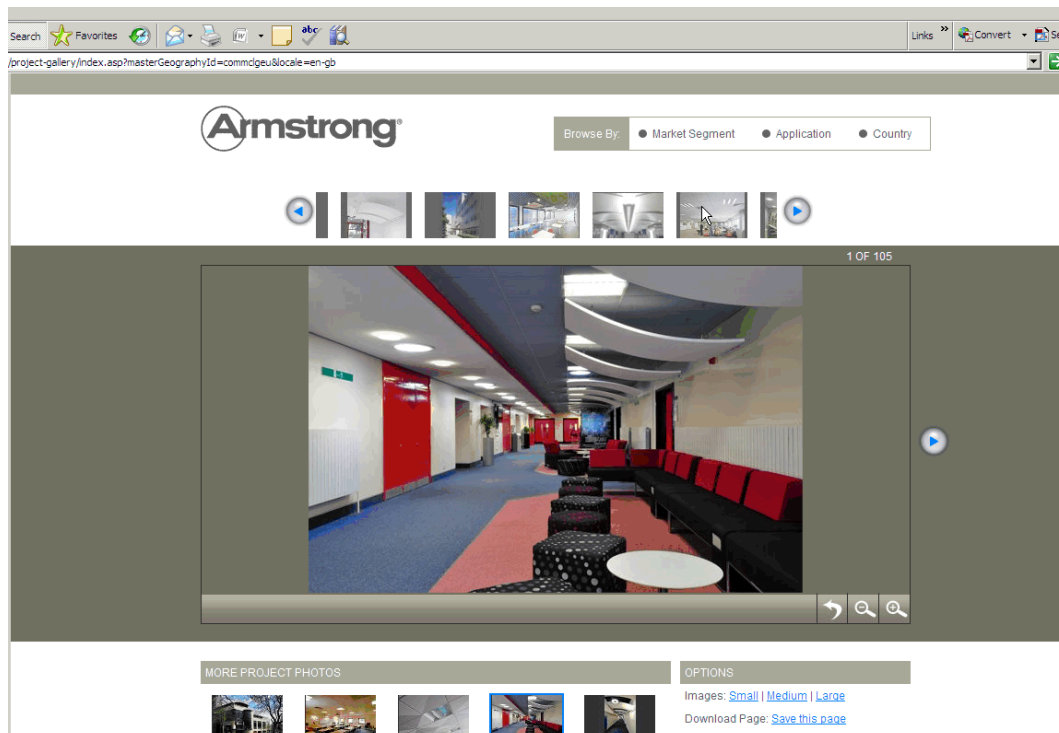 Search Favorites
Links » Convert Se
/project-gallery/index.asp?masterGeographyId=commclgeu&locale=en-gb
Armstrong®
Browse By: Market Segment Application Country
1 OF 105
MORE PROJECT PHOTOS
OPTIONS
Images: Small | Medium | Large
Download Page: Save this page